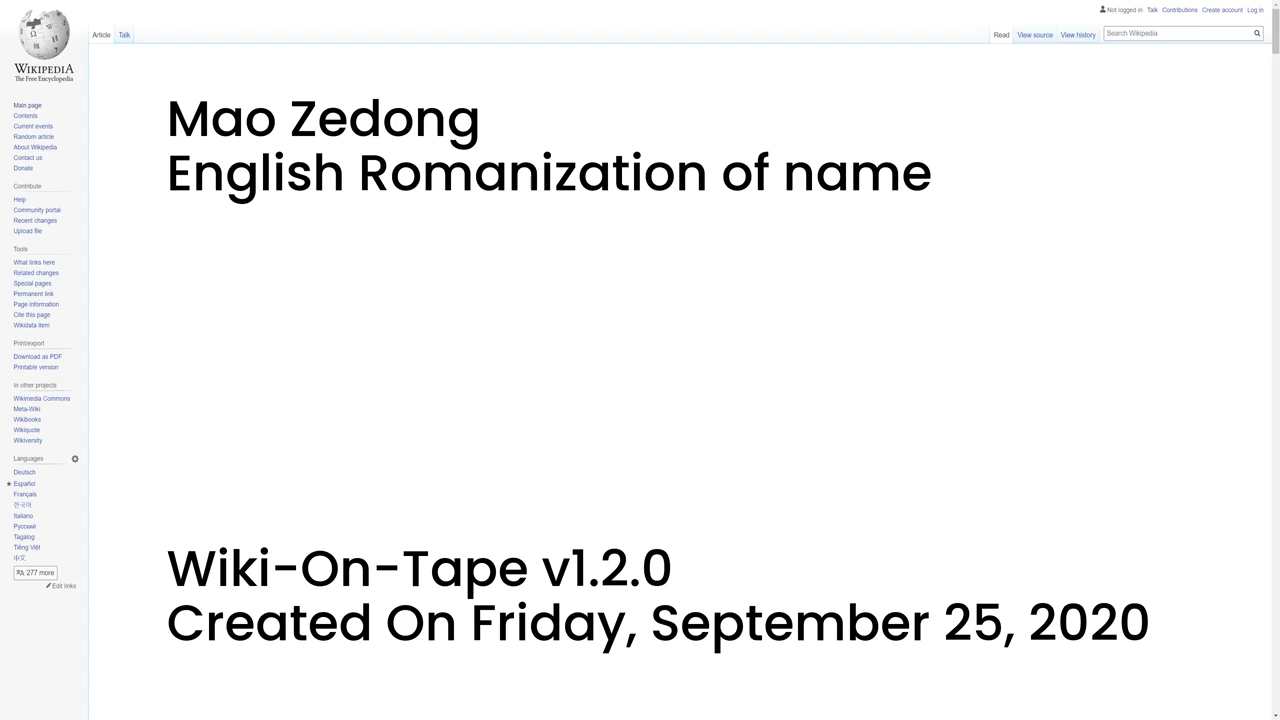 Not logged in Talk Contributions Create account Log in
Article Talk Read View source View history Search Wikipedia
WIKIPEDIA
The Free Encyclopedia
Main page
Contents
Current events
Random article
About Wikipedia
Contact us
Donate
Contribute
Help
Community portal
Recent changes
Upload file
Tools
What links here
Related changes
Special pages
Permanent link
Page information
Cite this page
Wikidata item
Print/export
Download as PDF
Printable version
In other projects
Wikimedia Commons
Meta-Wiki
Wikibooks
Wikiquote
Wikiversity
Languages
Deutsch
Español
Français
한국어
Italiano
Русский
Tagalog
Tiếng Việt
中文
277 more
Edit links
Mao Zedong
English Romanization of name
Wiki-On-Tape v1.2.0
Created On Friday, September 25, 2020